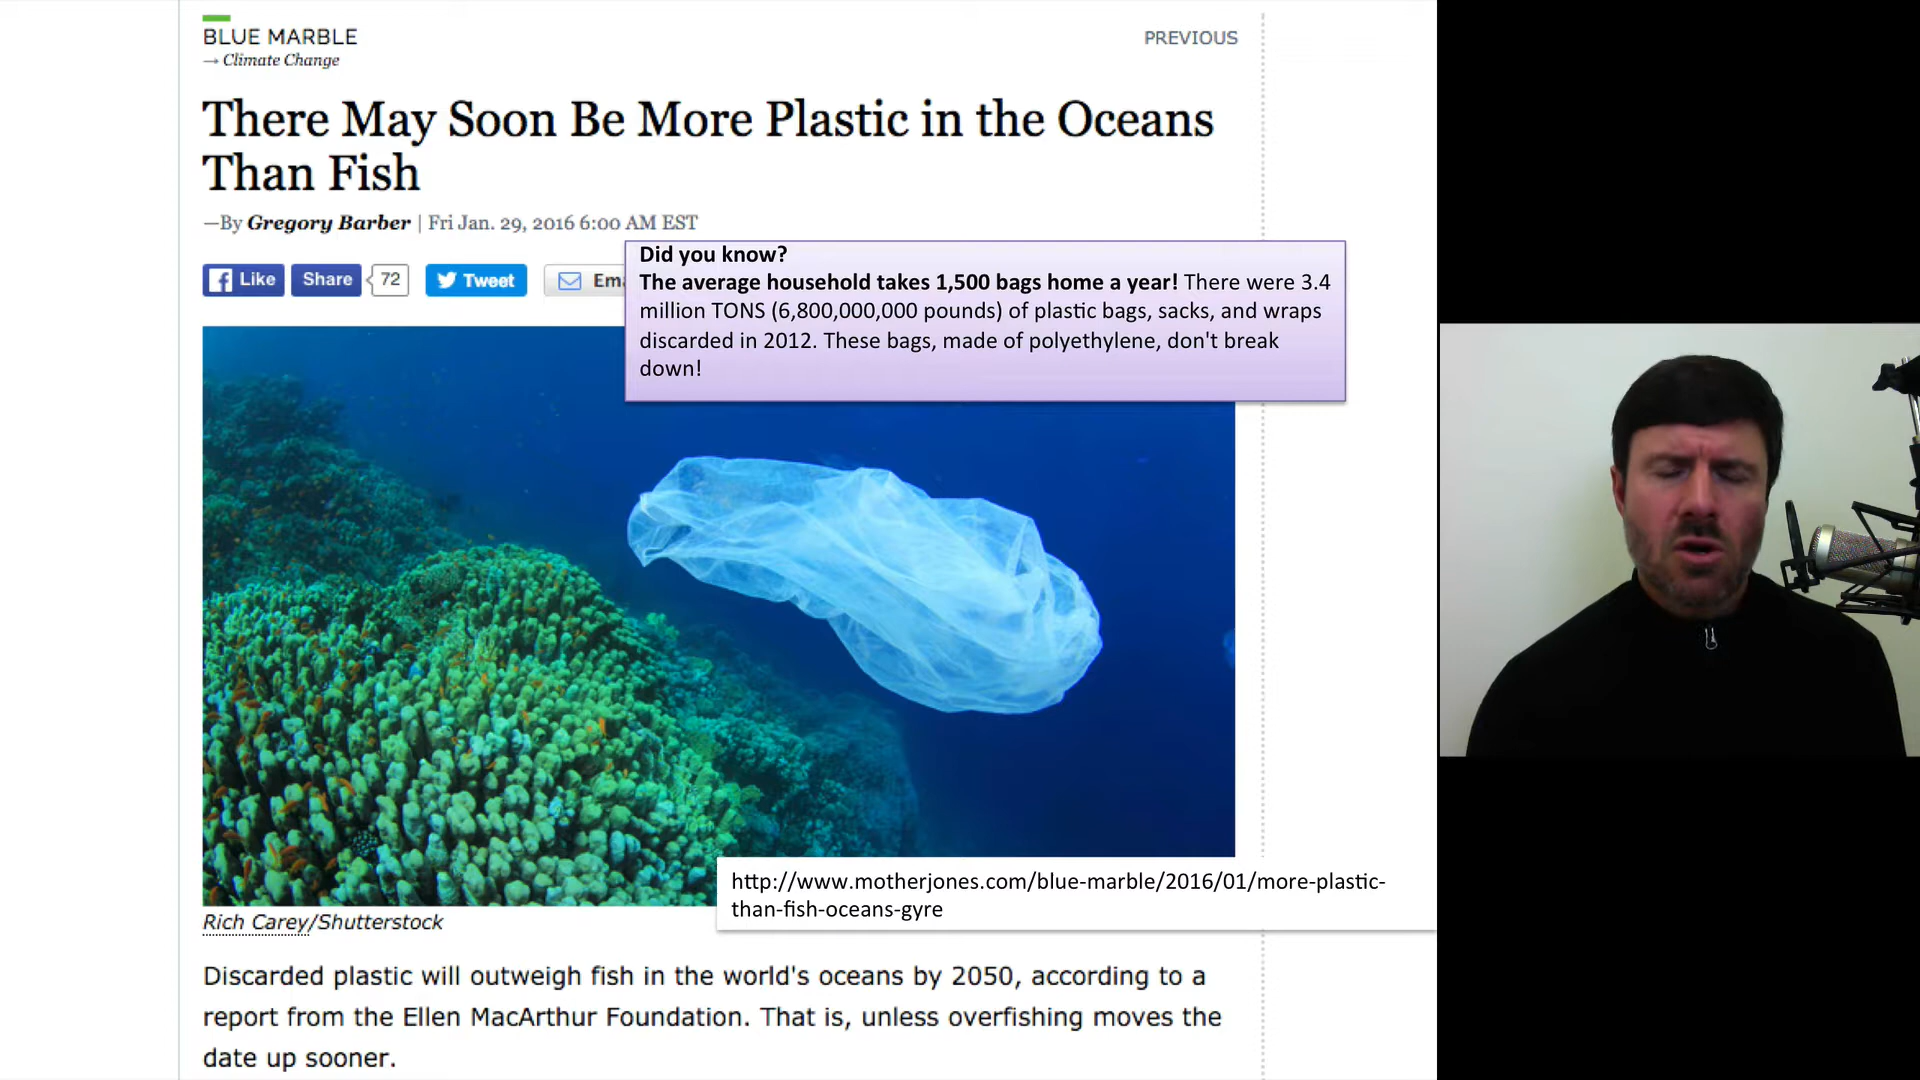 BLUE MARBLE
PREVIOUS
→ Climate Change
There May Soon Be More Plastic in the Oceans
Than Fish
—By Gregory Barber | Fri Jan. 29, 2016 6:00 AM EST
Like Share 72 Tweet Ema
Did you know?
The average household takes 1,500 bags home a year! There were 3.4
million TONS (6,800,000,000 pounds) of plastic bags, sacks, and wraps
discarded in 2012. These bags, made of polyethylene, don't break
down!
http://www.motherjones.com/blue-marble/2016/01/more-plastic-
than-fish-oceans-gyre
Rich Carey/Shutterstock
Discarded plastic will outweigh fish in the world's oceans by 2050, according to a
report from the Ellen MacArthur Foundation. That is, unless overfishing moves the
date up sooner.